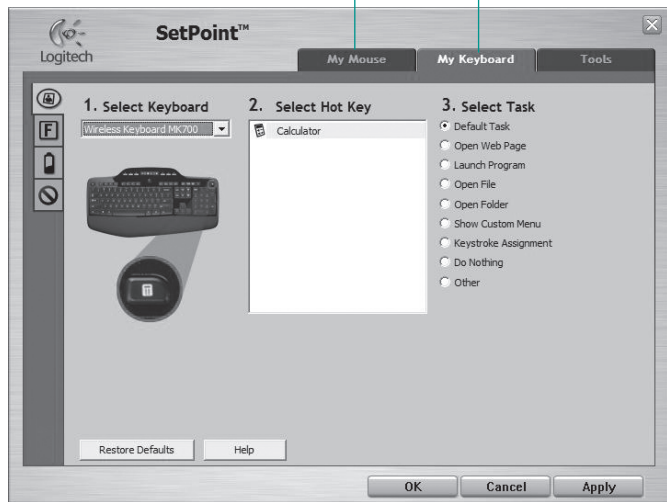 Logitech
SetPoint™
My Mouse
My Keyboard
Tools
1. Select Keyboard
Wireless Keyboard MK700
2. Select Hot Key
Calculator
3. Select Task
Default Task
Open Web Page
Launch Program
Open File
Open Folder
Show Custom Menu
Keystroke Assignment
Do Nothing
Other
F
Restore Defaults
Help
OK
Cancel
Apply